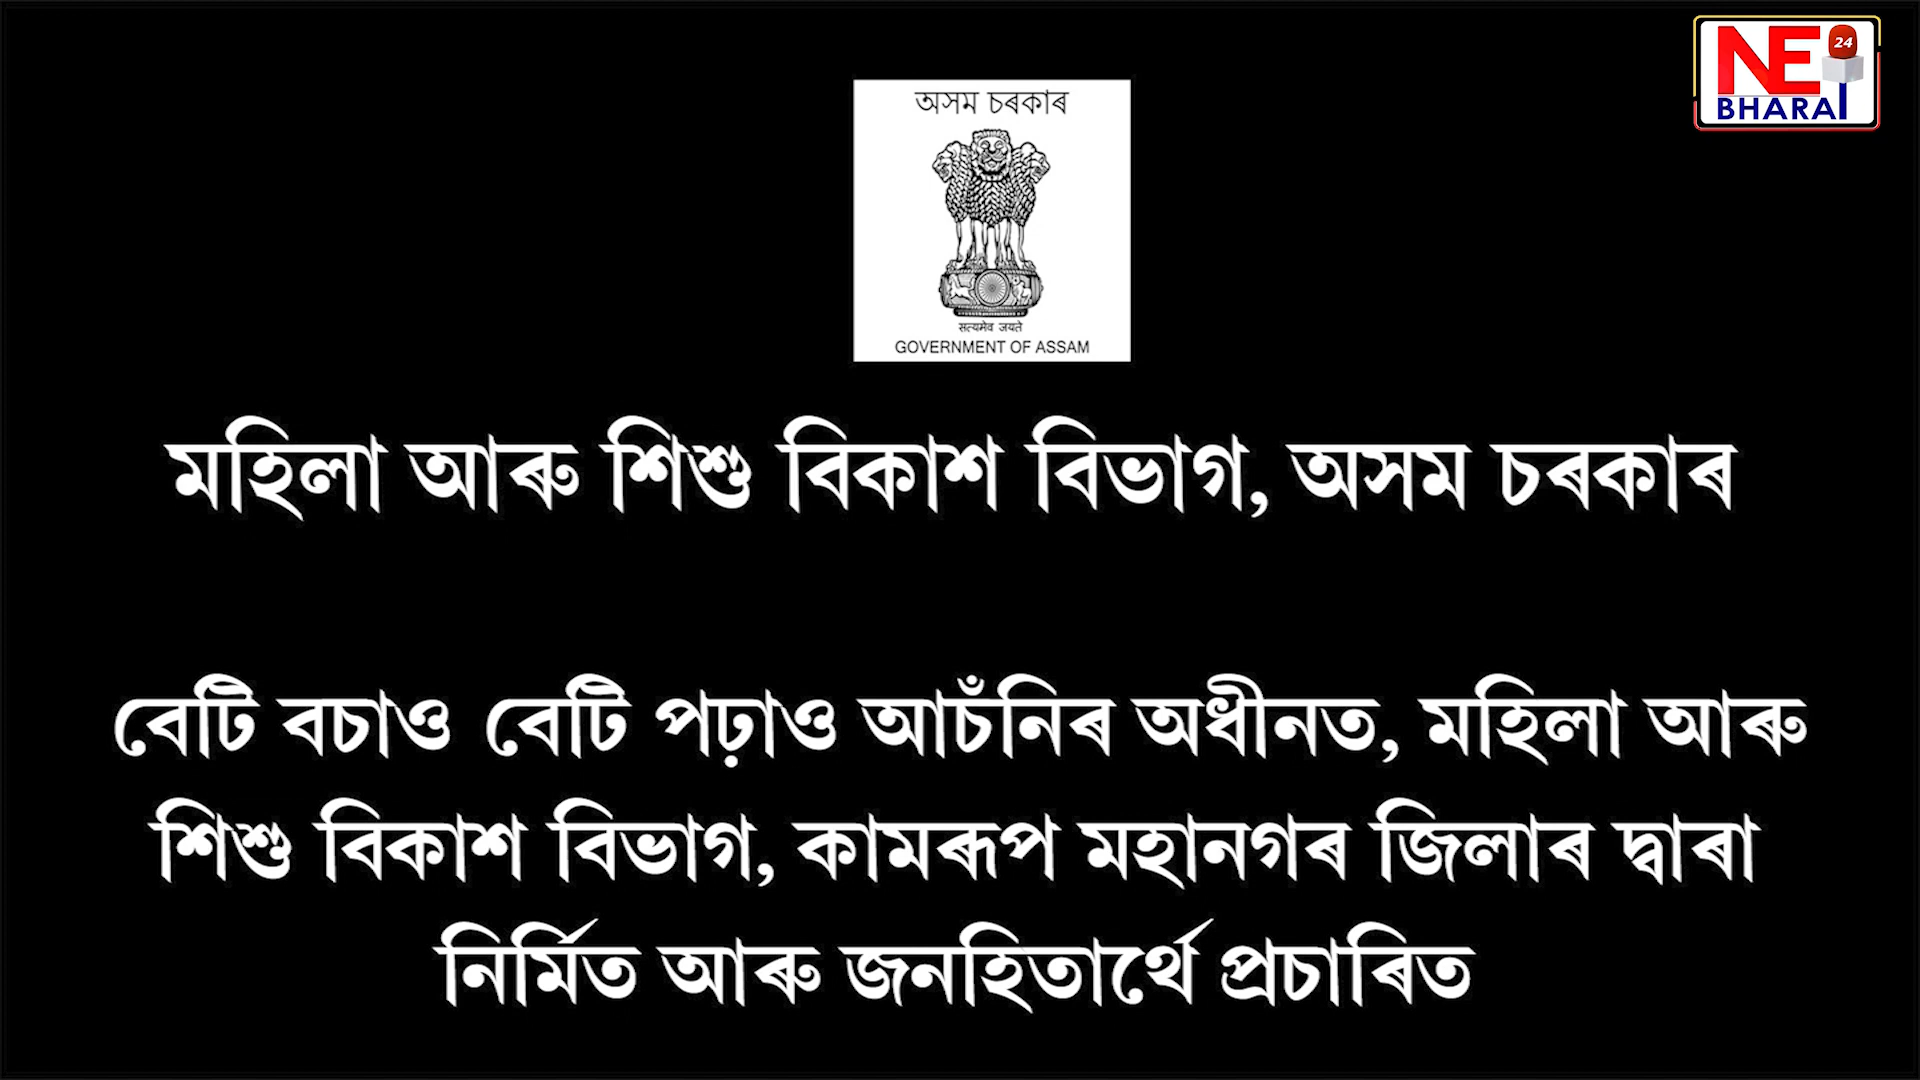 NE 24
BHARAT
অসম চৰকাৰ
सत्यमेव जयते
GOVERNMENT OF ASSAM
মহিলা আৰু শিশু বিকাশ বিভাগ, অসম চৰকাৰ
বেটি বচাও বেটি পঢ়াও আচঁনিৰ অধীনত, মহিলা আৰু
শিশু বিকাশ বিভাগ, কামৰূপ মহানগৰ জিলাৰ দ্বাৰা
নিৰ্মিত আৰু জনহিতাৰ্থে প্ৰচাৰিত